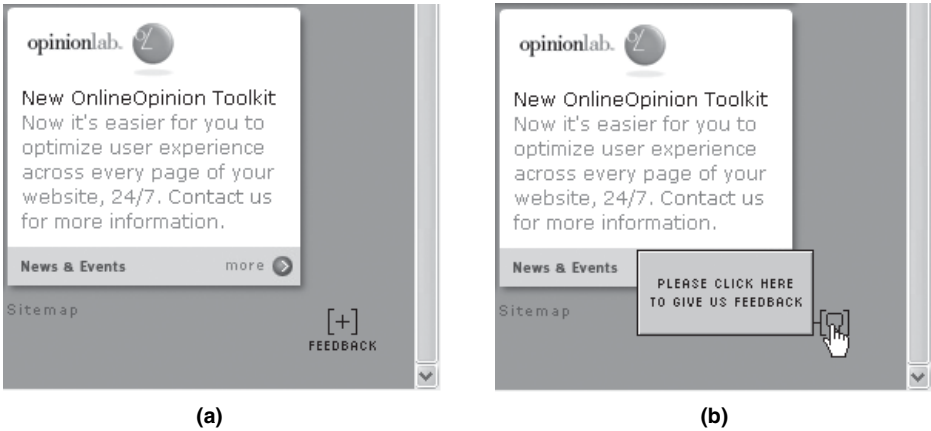 opinionlab.
New OnlineOpinion Toolkit
Now it's easier for you to
optimize user experience
across every page of your
website, 24/7. Contact us
for more information.
News & Events more
Sitemap
[+]
FEEDBACK
(a)
opinionlab.
New OnlineOpinion Toolkit
Now it's easier for you to
optimize user experience
across every page of your
website, 24/7. Contact us
for more information.
News & Events
PLEASE CLICK HERE
TO GIVE US FEEDBACK
Sitemap
(b)